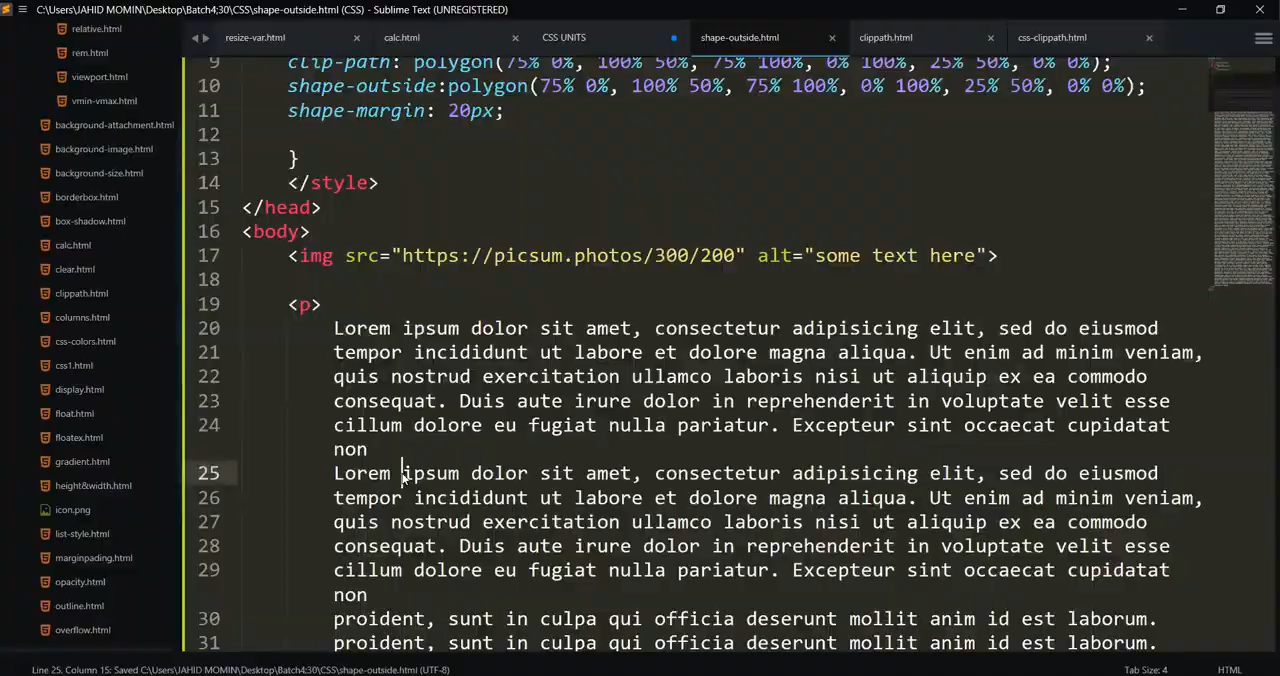 C:\Users\JAHID MOMIN\Desktop\Batch4;30\CSS\shape-outside.html (CSS) - Sublime Text (UNREGISTERED)
relative.html
rem.html
viewport.html
vmin-vmax.html
background-attachment.html
background-image.html
background-size.html
borderbox.html
box-shadow.html
calc.html
clear.html
clippath.html
columns.html
css-colors.html
css1.html
display.html
float.html
floatex.html
gradient.html
height&width.html
icon.png
list-style.html
marginpading.html
opacity.html
outline.html
overflow.html
resize-var.html
calc.html
CSS UNITS
shape-outside.html
clippath.html
css-clippath.html
9 clip-path: polygon(75% 0%, 100% 50%, 75% 100%, 0% 100%, 25% 50%, 0% 0%);
10 shape-outside:polygon(75% 0%, 100% 50%, 75% 100%, 0% 100%, 25% 50%, 0% 0%);
11 shape-margin: 20px;
12
13 }
14 </style>
15 </head>
16 <body>
17 <img src="https://picsum.photos/300/200" alt="some text here">
18
19 <p>
20 Lorem ipsum dolor sit amet, consectetur adipisicing elit, sed do eiusmod
21 tempor incididunt ut labore et dolore magna aliqua. Ut enim ad minim veniam,
22 quis nostrud exercitation ullamco laboris nisi ut aliquip ex ea commodo
23 consequat. Duis aute irure dolor in reprehenderit in voluptate velit esse
24 cillum dolore eu fugiat nulla pariatur. Excepteur sint occaecat cupidatat
non
25 Lorem ipsum dolor sit amet, consectetur adipisicing elit, sed do eiusmod
26 tempor incididunt ut labore et dolore magna aliqua. Ut enim ad minim veniam,
27 quis nostrud exercitation ullamco laboris nisi ut aliquip ex ea commodo
28 consequat. Duis aute irure dolor in reprehenderit in voluptate velit esse
29 cillum dolore eu fugiat nulla pariatur. Excepteur sint occaecat cupidatat
non
30 proident, sunt in culpa qui officia deserunt mollit anim id est laborum.
31 proident, sunt in culpa qui officia deserunt mollit anim id est laborum.
Line 25, Column 15; Saved C:\Users\JAHID MOMIN\Desktop\Batch4;30\CSS\shape-outside.html (UTF-8)
Tab Size: 4
HTML